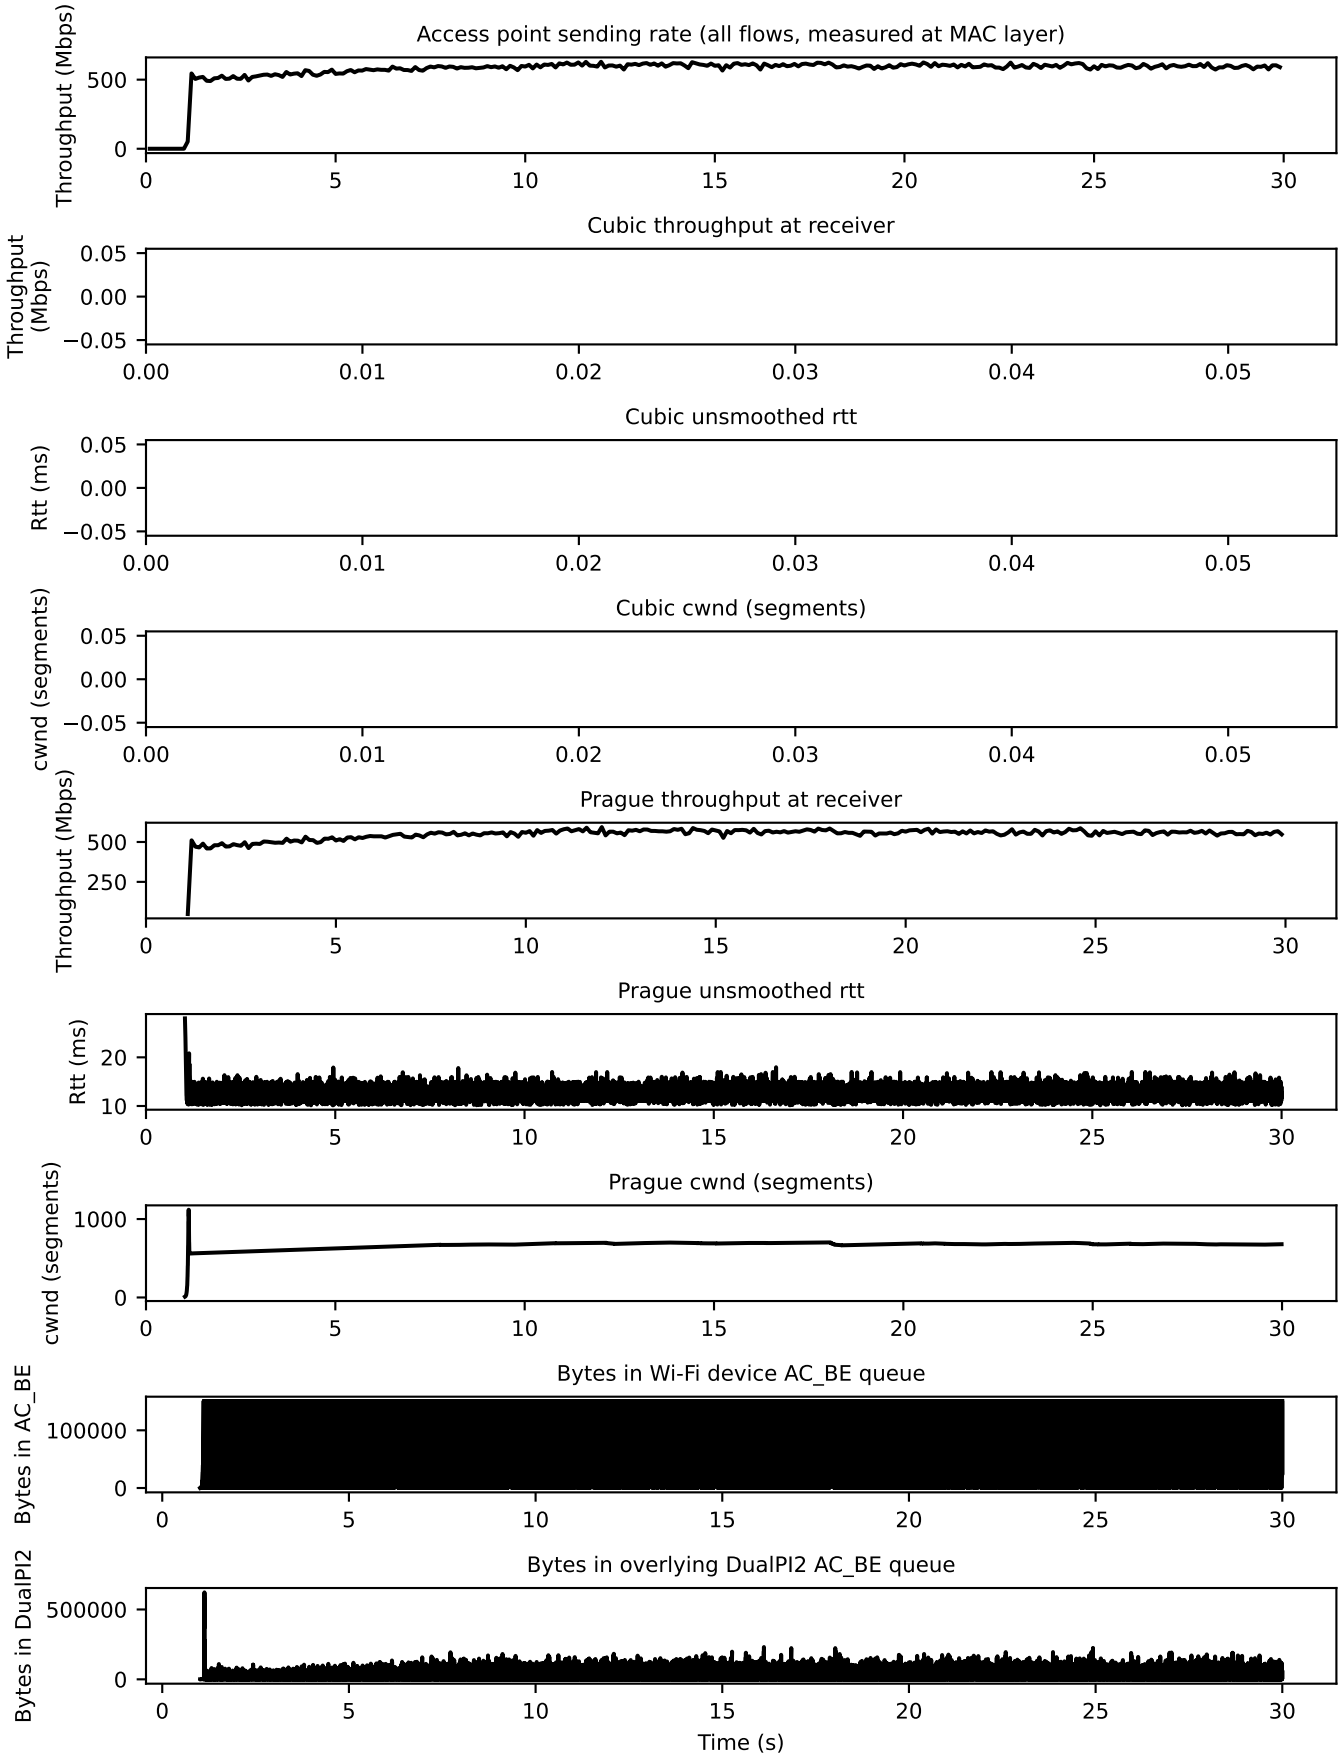 Access point sending rate (all flows, measured at MAC layer)
Throughput (Mbps)
500
0
0 5 10 15 20 25 30
Cubic throughput at receiver
Throughput
(Mbps)
0.05
0.00
−0.05
0.00 0.01 0.02 0.03 0.04 0.05
Cubic unsmoothed rtt
Rtt (ms)
0.05
0.00
−0.05
0.00 0.01 0.02 0.03 0.04 0.05
Cubic cwnd (segments)
cwnd (segments)
0.05
0.00
−0.05
0.00 0.01 0.02 0.03 0.04 0.05
Prague throughput at receiver
Throughput (Mbps)
500
250
0 5 10 15 20 25 30
Prague unsmoothed rtt
Rtt (ms)
20
10
0 5 10 15 20 25 30
Prague cwnd (segments)
cwnd (segments)
1000
0
0 5 10 15 20 25 30
Bytes in Wi-Fi device AC_BE queue
Bytes in AC_BE
100000
0
0 5 10 15 20 25 30
Bytes in overlying DualPI2 AC_BE queue
Bytes in DualPI2
500000
0
0 5 10 15 20 25 30
Time (s)